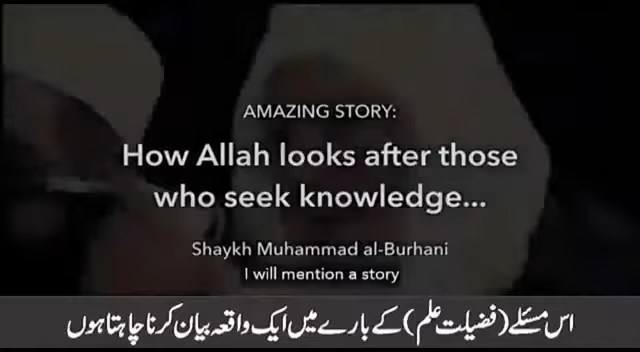 AMAZING STORY:
How Allah looks after those
who seek knowledge...
Shaykh Muhammad al-Burhani
I will mention a story
اس مسئلے (فضیلت علم) کے بارے میں ایک واقعہ بیان کرنا چاہتا ہوں